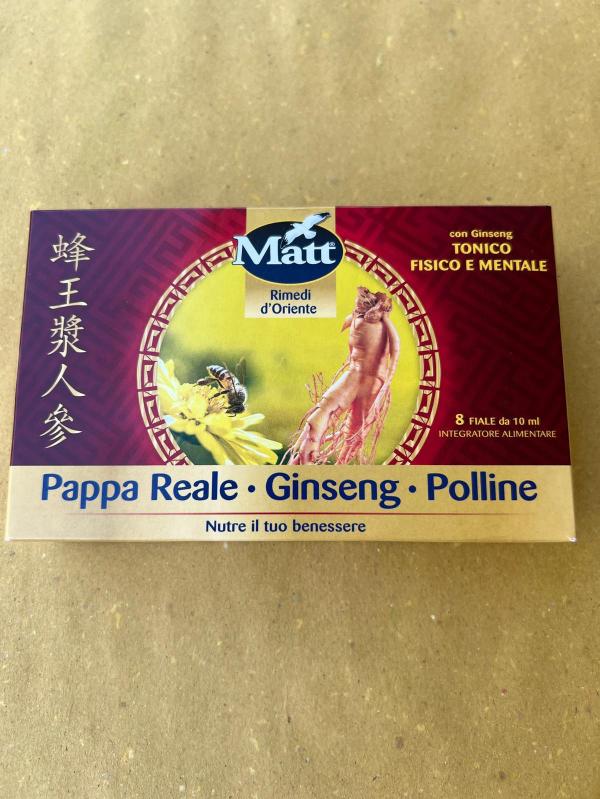 蜂王漿人參
Matt®
Rimedi
d'Oriente
con Ginseng
TONICO
FISICO E MENTALE
8 FIALE da 10 ml
INTEGRATORE ALIMENTARE
Pappa Reale • Ginseng • Polline
Nutre il tuo benessere